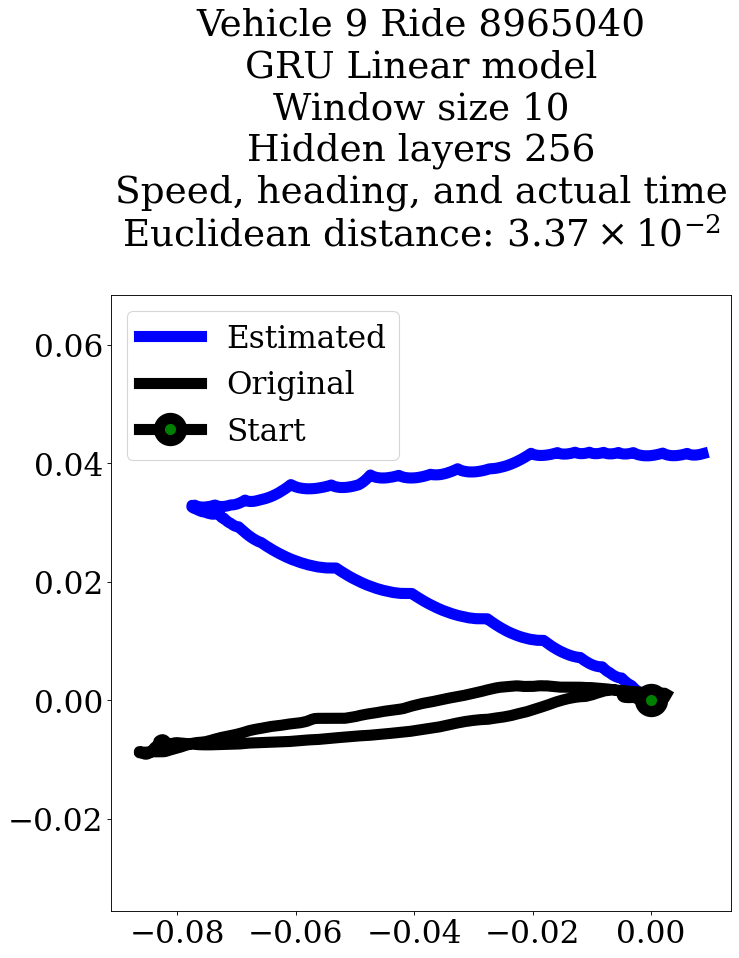 Vehicle 9 Ride 8965040
GRU Linear model
Window size 10
Hidden layers 256
Speed, heading, and actual time
Euclidean distance: 3.37 × 10⁻²
Estimated
Original
Start
0.06
0.04
0.02
0.00
−0.02
−0.08 −0.06 −0.04 −0.02 0.00